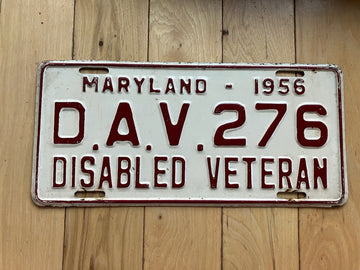 MARYLAND - 1956
D.A.V. 276
DISABLED VETERAN